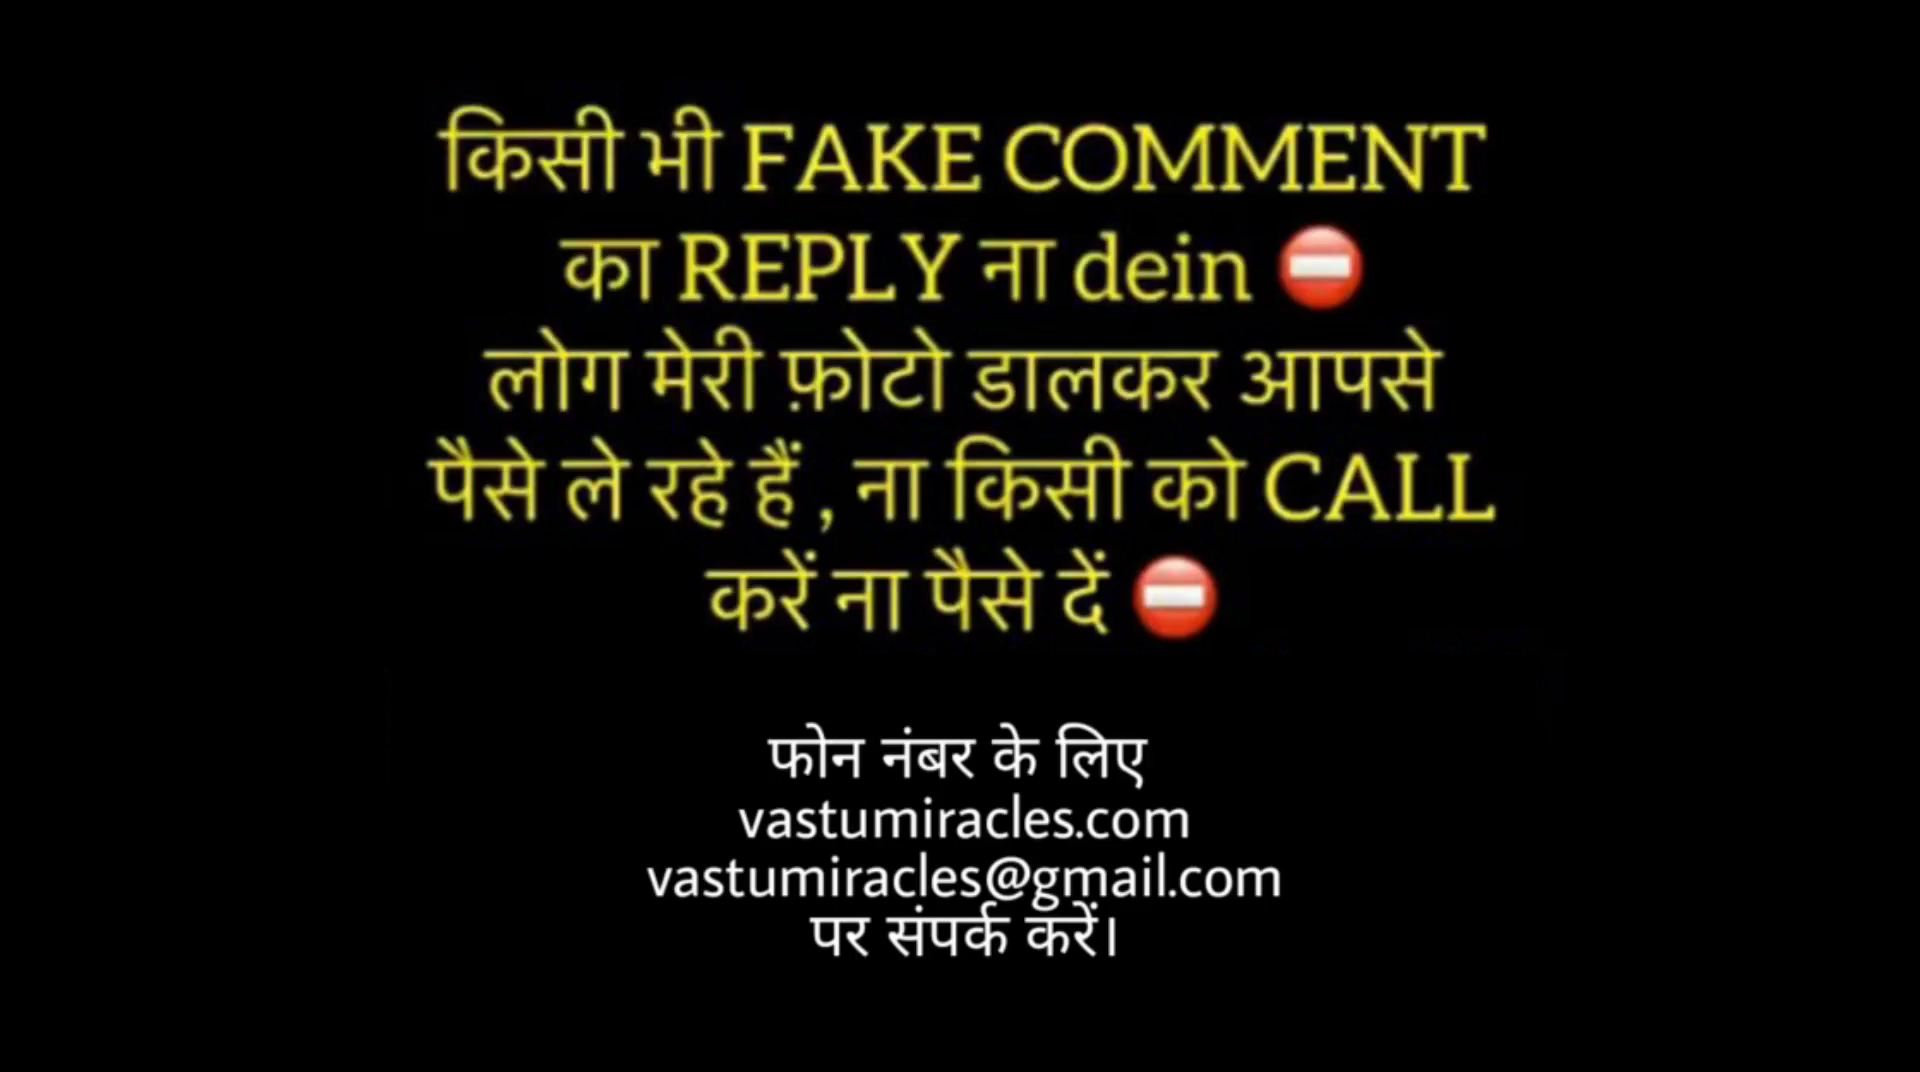 किसी भी FAKE COMMENT
का REPLY ना dein ⛔
लोग मेरी फ़ोटो डालकर आपसे
पैसे ले रहे हैं , ना किसी को CALL
करें ना पैसे दें ⛔
फोन नंबर के लिए
vastumiracles.com
vastumiracles@gmail.com
पर संपर्क करें।